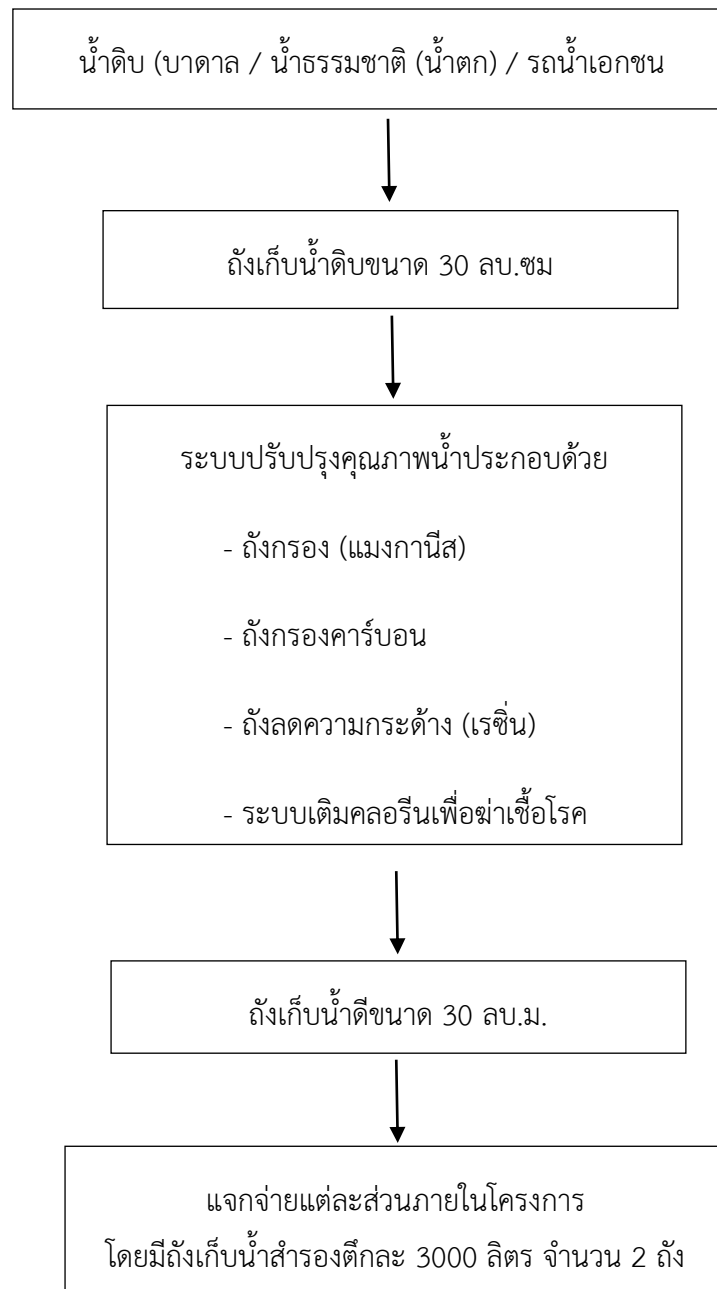 น้ำดิบ (บาดาล / น้ำธรรมชาติ (น้ำตก) / รถน้ำเอกชน
ถังเก็บน้ำดิบขนาด 30 ลบ.ซม
ระบบปรับปรุงคุณภาพน้ำประกอบด้วย
- ถังกรอง (แมงกานีส)
- ถังกรองคาร์บอน
- ถังลดความกระด้าง (เรซิ่น)
- ระบบเติมคลอรีนเพื่อฆ่าเชื้อโรค
ถังเก็บน้ำดีขนาด 30 ลบ.ม.
แจกจ่ายแต่ละส่วนภายในโครงการ
โดยมีถังเก็บน้ำสำรองตึกละ 3000 ลิตร จำนวน 2 ถัง